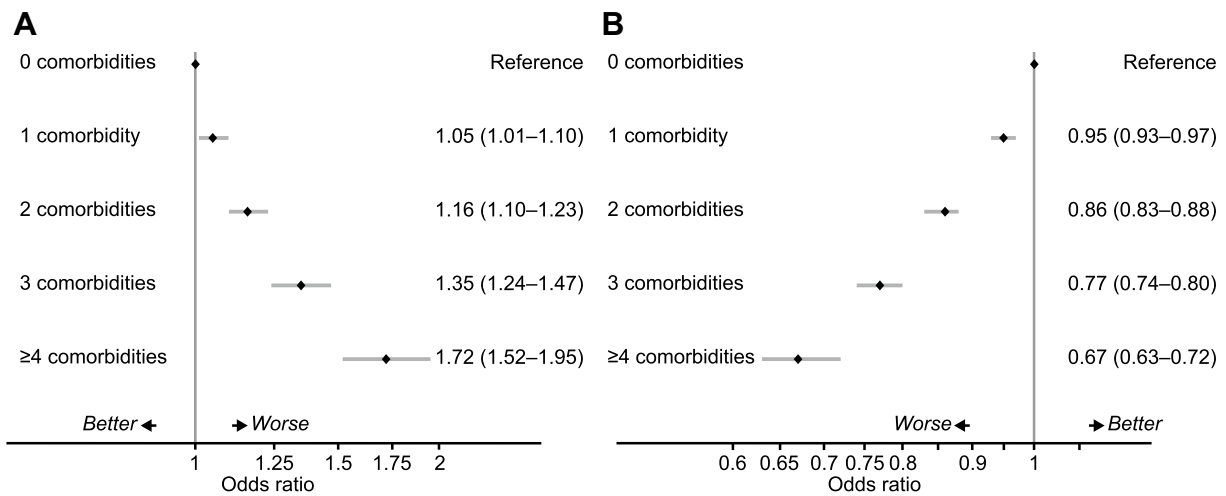 A
0 comorbidities Reference
1 comorbidity 1.05 (1.01–1.10)
2 comorbidities 1.16 (1.10–1.23)
3 comorbidities 1.35 (1.24–1.47)
≥4 comorbidities 1.72 (1.52–1.95)
Better Worse
1 1.25 1.5 1.75 2
Odds ratio
B
0 comorbidities Reference
1 comorbidity 0.95 (0.93–0.97)
2 comorbidities 0.86 (0.83–0.88)
3 comorbidities 0.77 (0.74–0.80)
≥4 comorbidities 0.67 (0.63–0.72)
Worse Better
0.6 0.65 0.7 0.75 0.8 0.9 1
Odds ratio